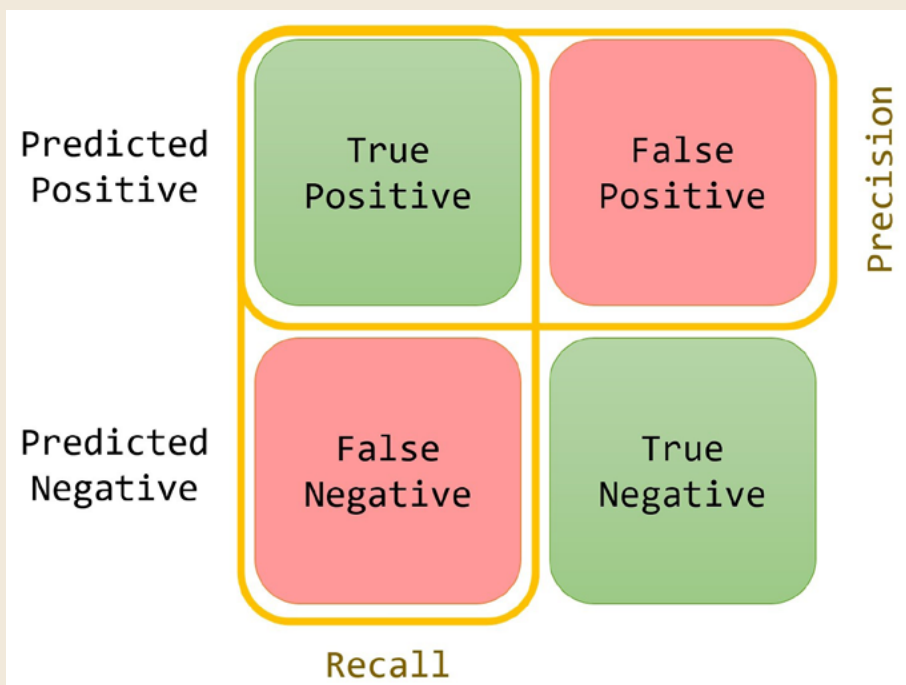 Predicted
Positive
True
Positive
False
Positive
Precision
Predicted
Negative
False
Negative
True
Negative
Recall